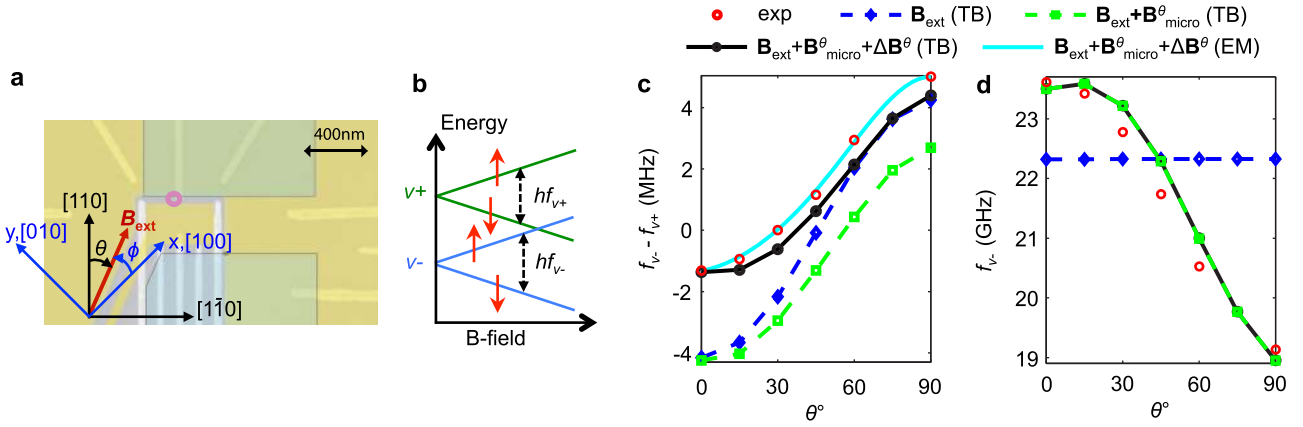 exp
B_ext (TB)
B_ext+B^θ_micro (TB)
B_ext+B^θ_micro+ΔB^θ (TB)
B_ext+B^θ_micro+ΔB^θ (EM)
a
400nm
[110]
B_ext
y,[010]
θ
ϕ
x,[100]
[11̄0]
b
Energy
v+
hf_v+
v-
hf_v-
B-field
c
f_v- - f_v+ (MHz)
4
2
0
-2
-4
0
30
60
90
θ°
d
f_v- (GHz)
23
22
21
20
19
0
30
60
90
θ°